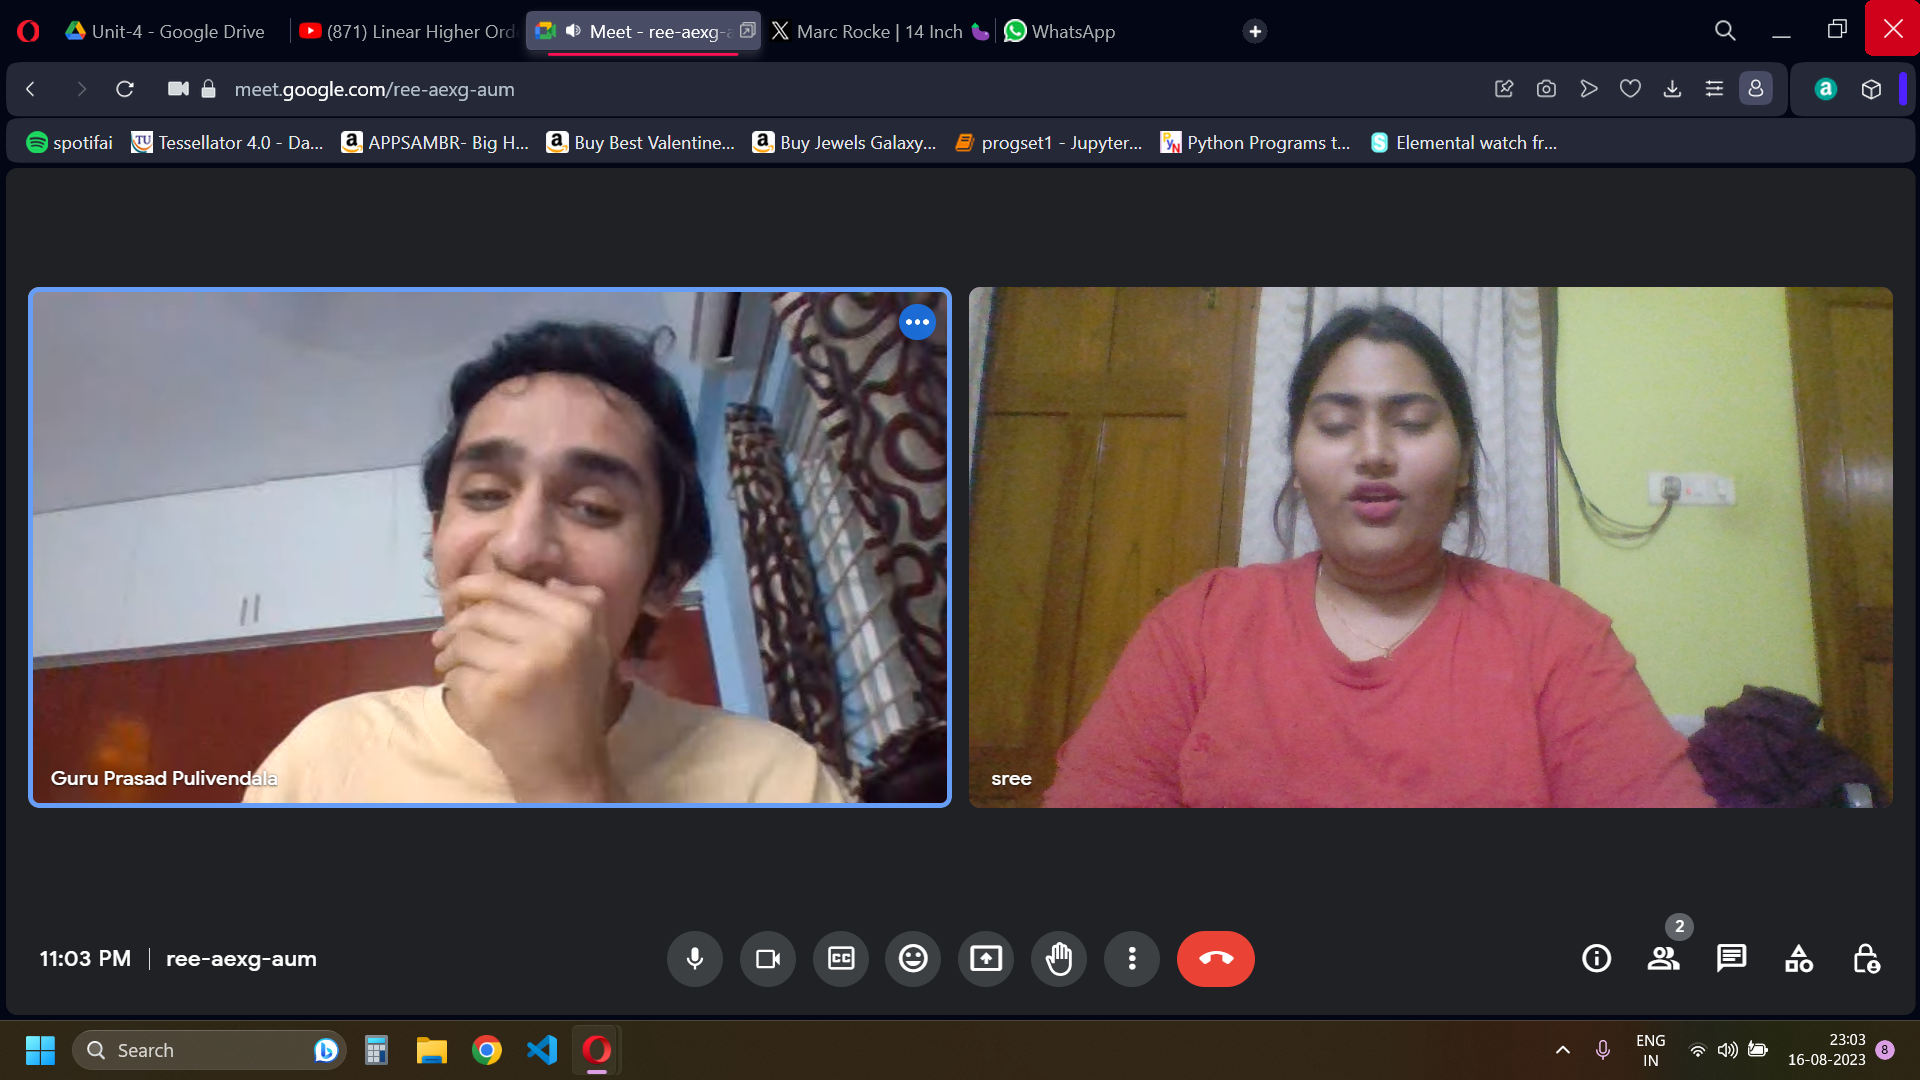 Unit-4 - Google Drive
(871) Linear Higher Ord
Meet - ree-aexg-a
Marc Rocke | 14 Inch 🍆
WhatsApp
meet.google.com/ree-aexg-aum
spotifai
Tessellator 4.0 - Da...
APPSAMBR- Big H...
Buy Best Valentine...
Buy Jewels Galaxy...
progset1 - Jupyter...
Python Programs t...
Elemental watch fr...
Guru Prasad Pulivendala
sree
11:03 PM | ree-aexg-aum
CC
2
Search
ENG
IN
23:03
16-08-2023
8